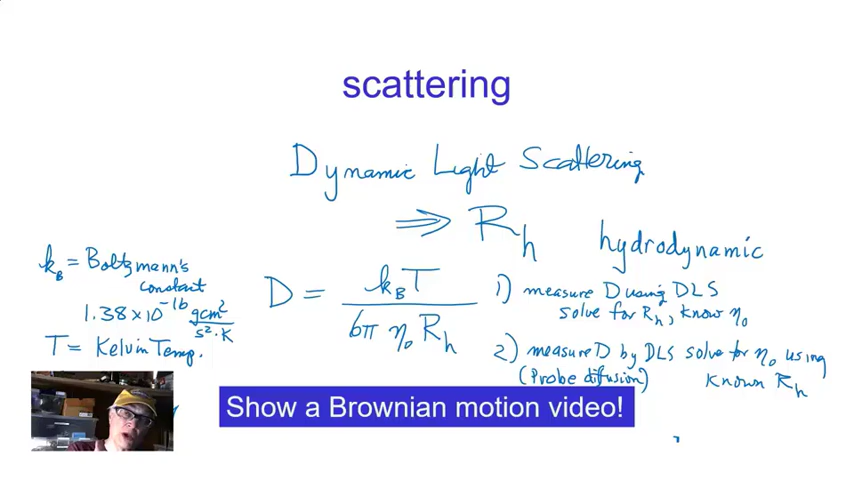 scattering
Dynamic Light Scattering
⇒ Rh hydrodynamic
kB = Boltzmann's
constant
1.38 × 10^-16 gcm²/s²·K
T = Kelvin Temp.
D = kBT / 6π η₀ Rh
1) measure D using DLS
solve for Rh, know η₀
2) measure D by DLS solve for η₀ using
(Probe difusion) known Rh
Show a Brownian motion video!